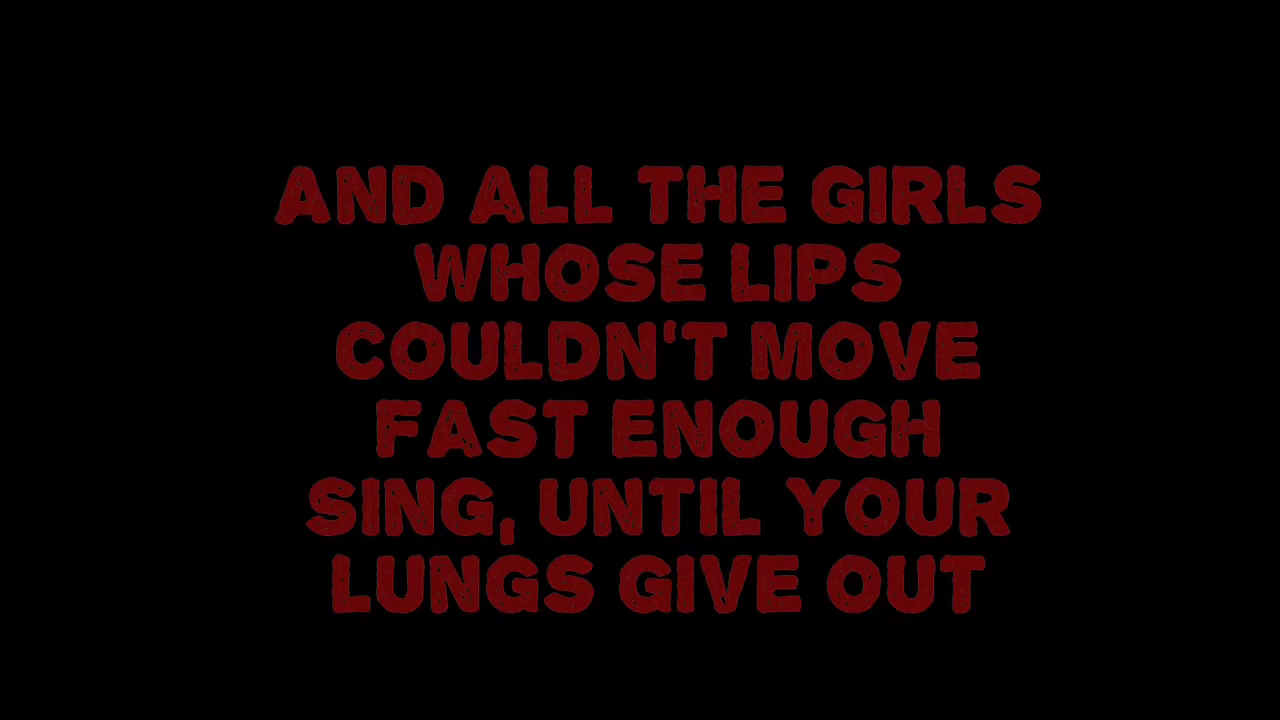 AND ALL THE GIRLS
WHOSE LIPS
COULDN'T MOVE
FAST ENOUGH
SING, UNTIL YOUR
LUNGS GIVE OUT